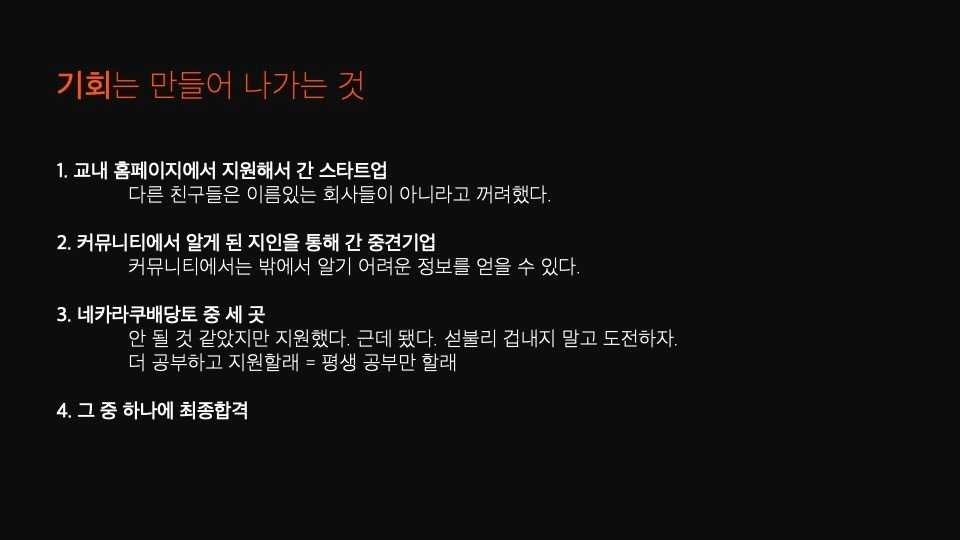 기회는 만들어 나가는 것
1. 교내 홈페이지에서 지원해서 간 스타트업
다른 친구들은 이름있는 회사들이 아니라고 꺼려했다.
2. 커뮤니티에서 알게 된 지인을 통해 간 중견기업
커뮤니티에서는 밖에서 알기 어려운 정보를 얻을 수 있다.
3. 네카라쿠배당토 중 세 곳
안 될 것 같았지만 지원했다. 근데 됐다. 섣불리 겁내지 말고 도전하자.
더 공부하고 지원할래 = 평생 공부만 할래
4. 그 중 하나에 최종합격